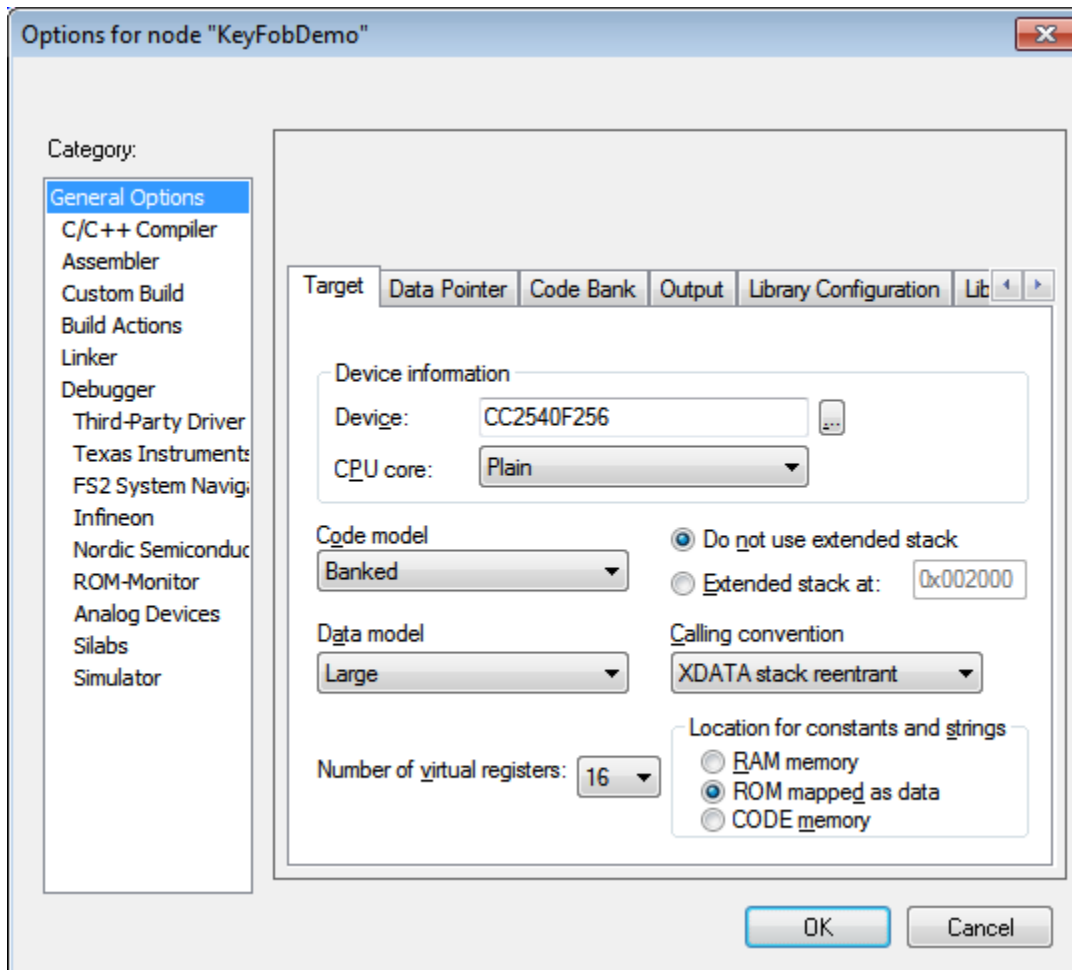 Options for node "KeyFobDemo"
Category:
General Options
C/C++ Compiler
Assembler
Custom Build
Build Actions
Linker
Debugger
Third-Party Driver
Texas Instruments
FS2 System Naviga
Infineon
Nordic Semiconduc
ROM-Monitor
Analog Devices
Silabs
Simulator
Target Data Pointer Code Bank Output Library Configuration Lib
Device information
Device: CC2540F256 ...
CPU core: Plain
Code model
Banked
Do not use extended stack
Extended stack at: 0x002000
Data model
Large
Calling convention
XDATA stack reentrant
Number of virtual registers: 16
Location for constants and strings
RAM memory
ROM mapped as data
CODE memory
OK Cancel